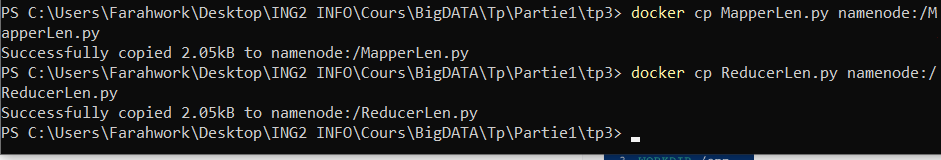 PS C:\Users\Farahwork\Desktop\ING2 INFO\Cours\BigDATA\Tp\Partie1\tp3> docker cp MapperLen.py namenode:/M
apperLen.py
Successfully copied 2.05kB to namenode:/MapperLen.py
PS C:\Users\Farahwork\Desktop\ING2 INFO\Cours\BigDATA\Tp\Partie1\tp3> docker cp ReducerLen.py namenode:/
ReducerLen.py
Successfully copied 2.05kB to namenode:/ReducerLen.py
PS C:\Users\Farahwork\Desktop\ING2 INFO\Cours\BigDATA\Tp\Partie1\tp3>